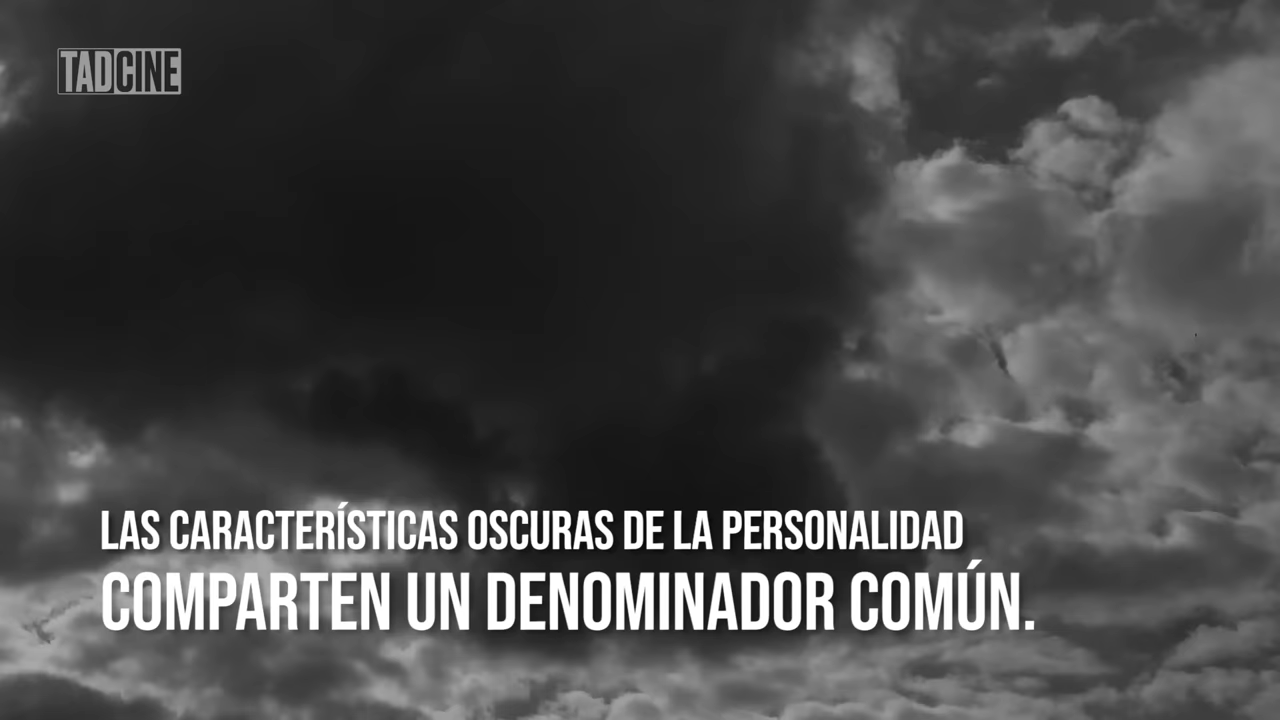 TADCINE
LAS CARACTERÍSTICAS OSCURAS DE LA PERSONALIDAD
COMPARTEN UN DENOMINADOR COMÚN.